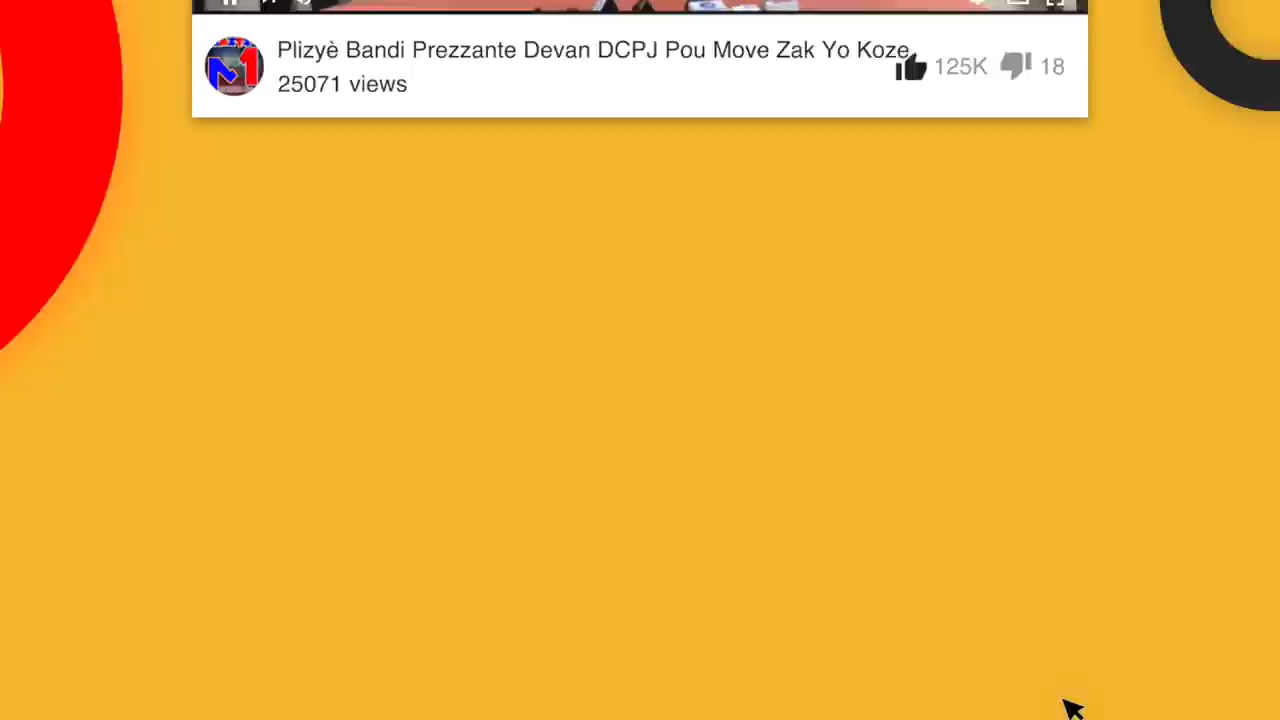 Plizyè Bandi Prezzante Devan DCPJ Pou Move Zak Yo Koze
125K 18
25071 views